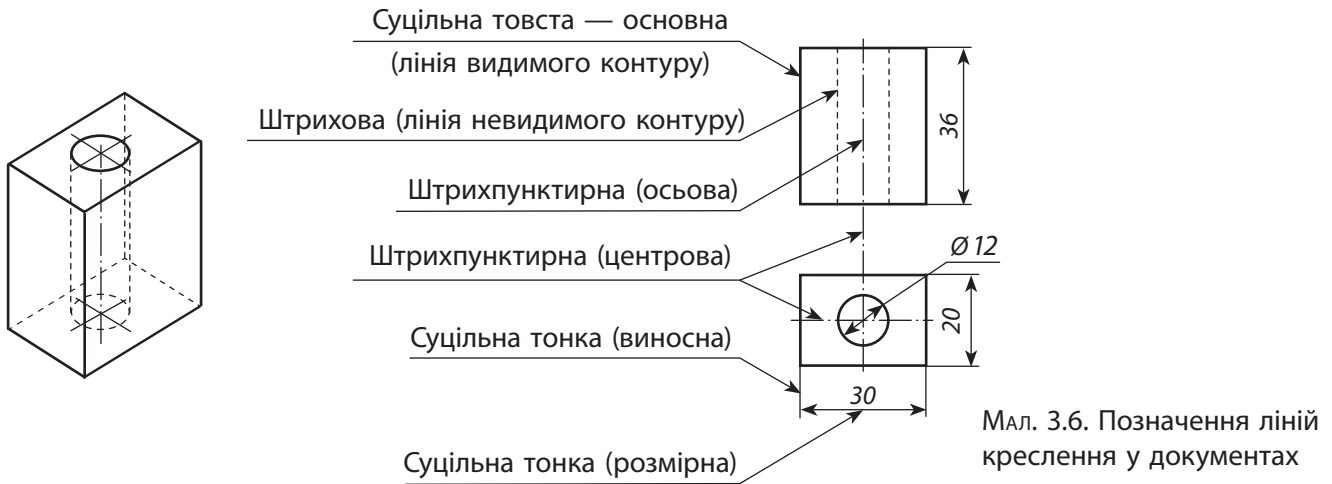 Суцільна товста — основна
(лінія видимого контуру)
Штрихова (лінія невидимого контуру)
36
Штрихпунктирна (осьова)
Штрихпунктирна (центрова)
Ø 12
20
Суцільна тонка (виносна)
30
Суцільна тонка (розмірна)
Мал. 3.6. Позначення ліній
креслення у документах